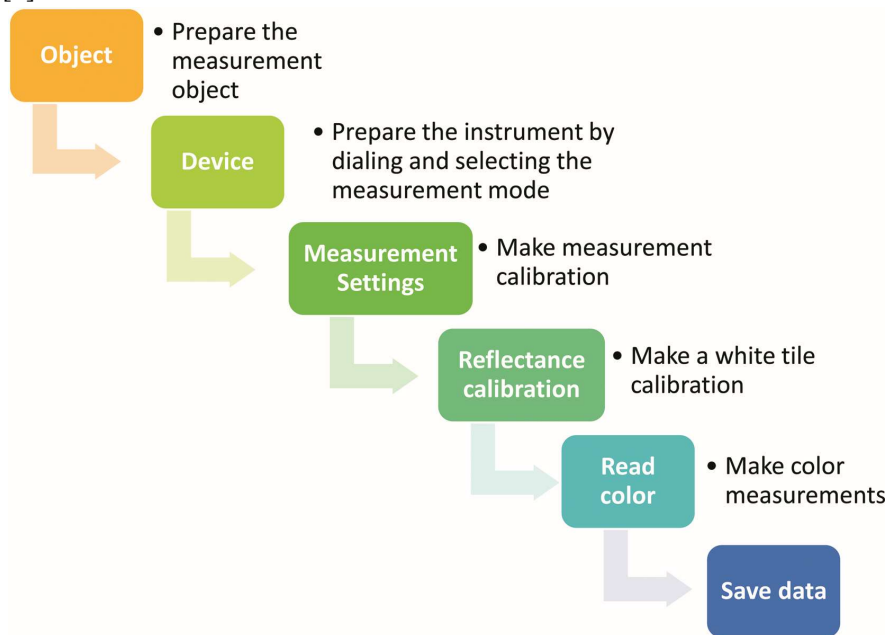 Object
• Prepare the
measurement
object
Device
• Prepare the instrument by
dialing and selecting the
measurement mode
Measurement
Settings
• Make measurement
calibration
Reflectance
calibration
• Make a white tile
calibration
Read
color
• Make color
measurements
Save data